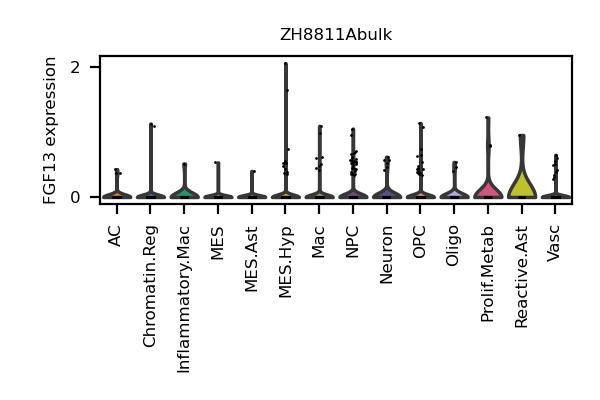 ZH8811Abulk
FGF13 expression
2
0
AC
Chromatin.Reg
Inflammatory.Mac
MES
MES.Ast
MES.Hyp
Mac
NPC
Neuron
OPC
Oligo
Prolif.Metab
Reactive.Ast
Vasc